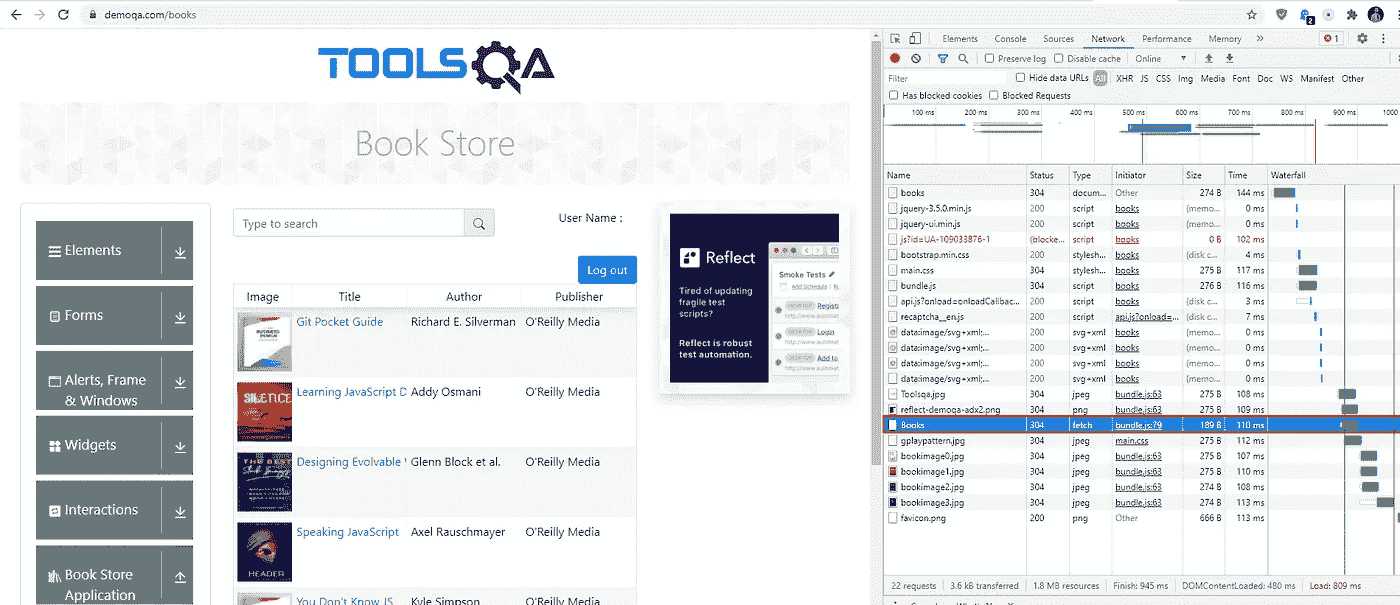 demoqa.com/books
2
TOOLSQA
Book Store
Elements
Forms
Alerts, Frame
& Windows
Widgets
Interactions
Book Store
Application
Type to search
User Name :
Log out
Image Title Author Publisher
Git Pocket Guide Richard E. Silverman O'Reilly Media
Learning JavaScript D Addy Osmani O'Reilly Media
Designing Evolvable Glenn Block et al. O'Reilly Media
Speaking JavaScript Axel Rauschmayer O'Reilly Media
You Don't Know JS Kyle Simpson O'Reilly Media
SILENCE
HEADER
Reflect
Tired of updating
fragile test
scripts?
Reflect is robust
test automation.
Smoke Tests
Add Schedule
Registe
Login
Add to
Elements Console Sources Network Performance Memory » 1
Preserve log Disable cache Online
Filter Hide data URLs All XHR JS CSS Img Media Font Doc WS Manifest Other
Has blocked cookies Blocked Requests
100 ms 200 ms 300 ms 400 ms 500 ms 600 ms 700 ms 800 ms 900 ms 1000
Name Status Type Initiator Size Time Waterfall
books 304 docum... Other 274 B 144 ms
jquery-3.5.0.min.js 200 script books (memo... 0 ms
jquery-ui.min.js 200 script books (memo... 0 ms
js?id=UA-109033876-1 (blocke... script books 0 B 102 ms
bootstrap.min.css 200 stylesh... books (disk c... 4 ms
main.css 304 stylesh... books 275 B 117 ms
bundle.js 304 script books 276 B 116 ms
api.js?onload=onloadCallbac... 200 script books (disk c... 3 ms
recaptcha__en.js 200 script api.js?onload=... (disk c... 7 ms
data:image/svg+xml;... 200 svg+xml books (memo... 0 ms
data:image/svg+xml;... 200 svg+xml books (memo... 0 ms
data:image/svg+xml;... 200 svg+xml books (memo... 0 ms
data:image/svg+xml;... 200 svg+xml books (memo... 0 ms
Toolsqa.jpg 304 jpeg bundle.js:63 275 B 108 ms
reflect-demoqa-adx2.png 304 png bundle.js:63 275 B 109 ms
Books 304 fetch bundle.js:79 189 B 110 ms
gplaypattern.jpg 304 jpeg main.css 275 B 112 ms
bookimage0.jpg 304 jpeg bundle.js:63 275 B 107 ms
bookimage1.jpg 304 jpeg bundle.js:63 275 B 110 ms
bookimage2.jpg 304 jpeg bundle.js:63 274 B 108 ms
bookimage3.jpg 304 jpeg bundle.js:63 274 B 113 ms
favicon.png 200 png Other 666 B 113 ms
22 requests 3.6 kB transferred 1.8 MB resources Finish: 945 ms DOMContentLoaded: 480 ms Load: 809 ms